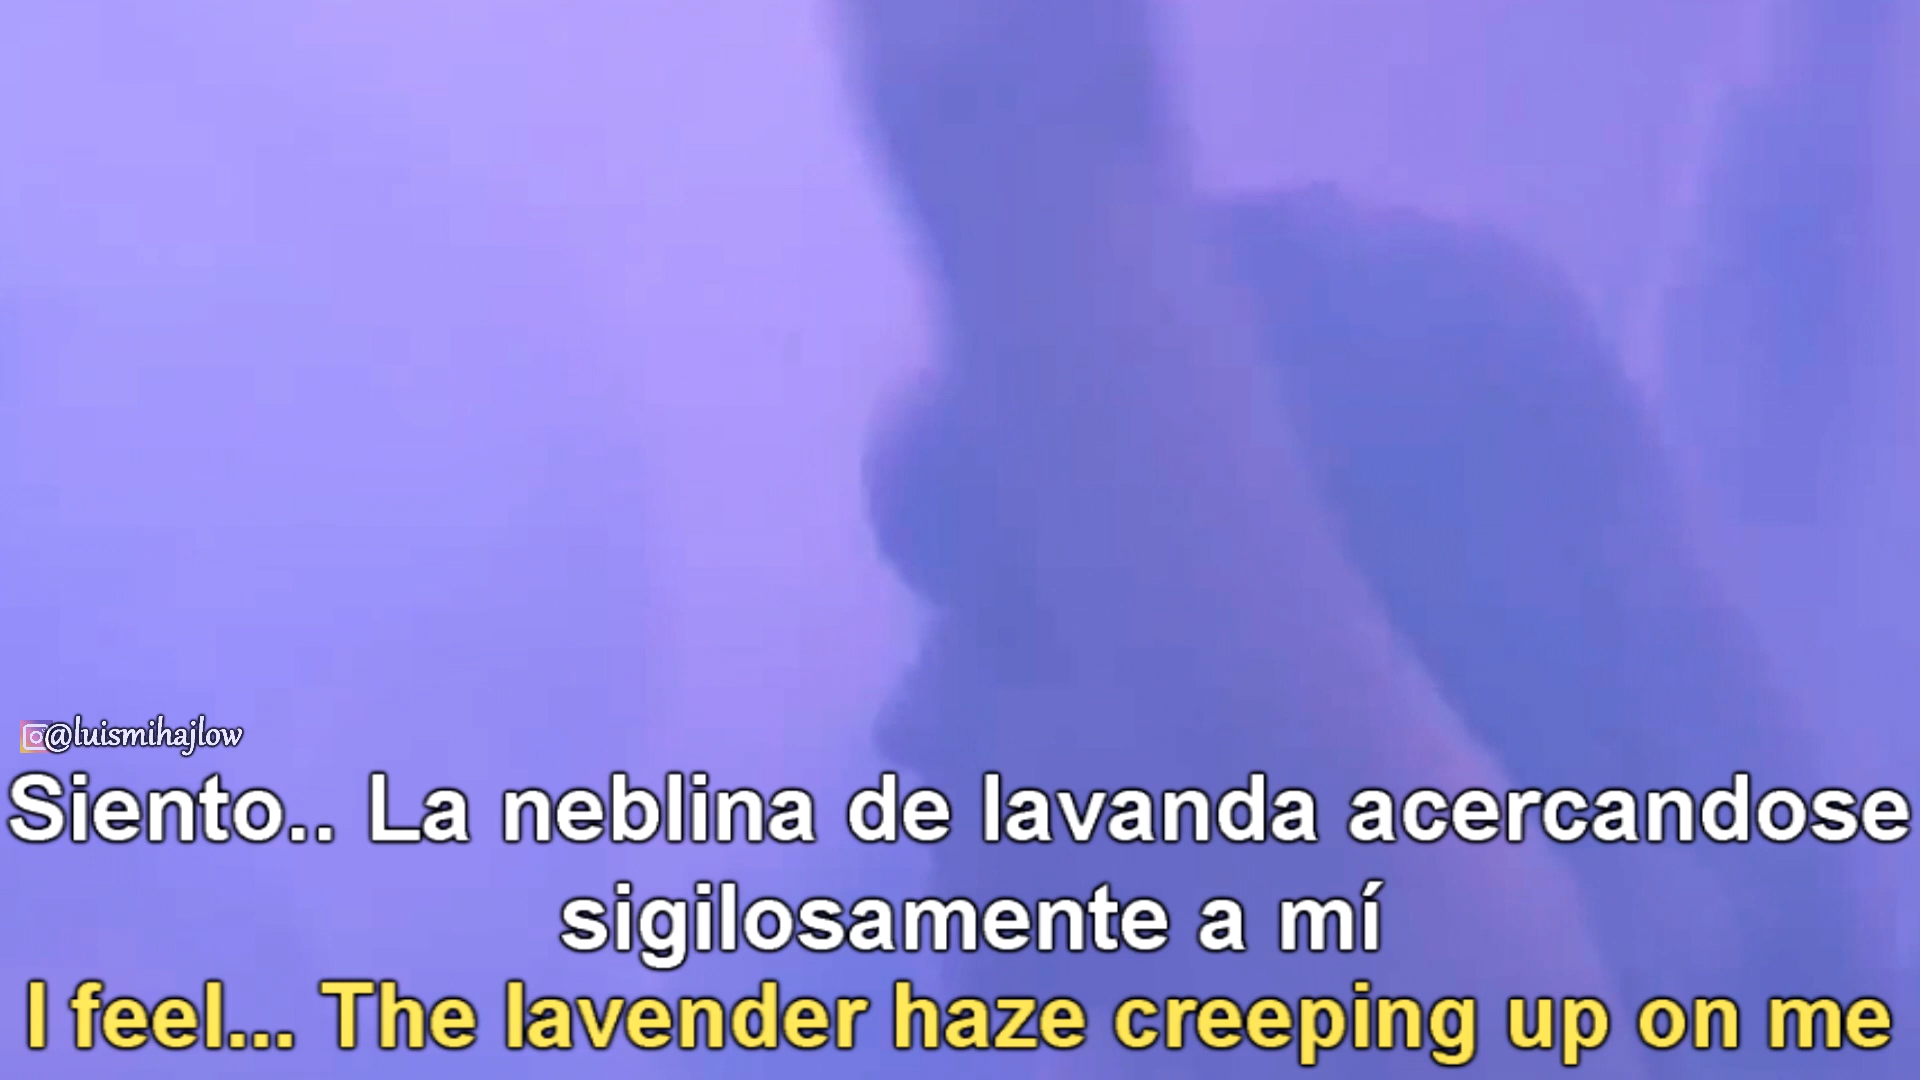 @luismihajlow
Siento.. La neblina de lavanda acercandose
sigilosamente a mí
I feel... The lavender haze creeping up on me